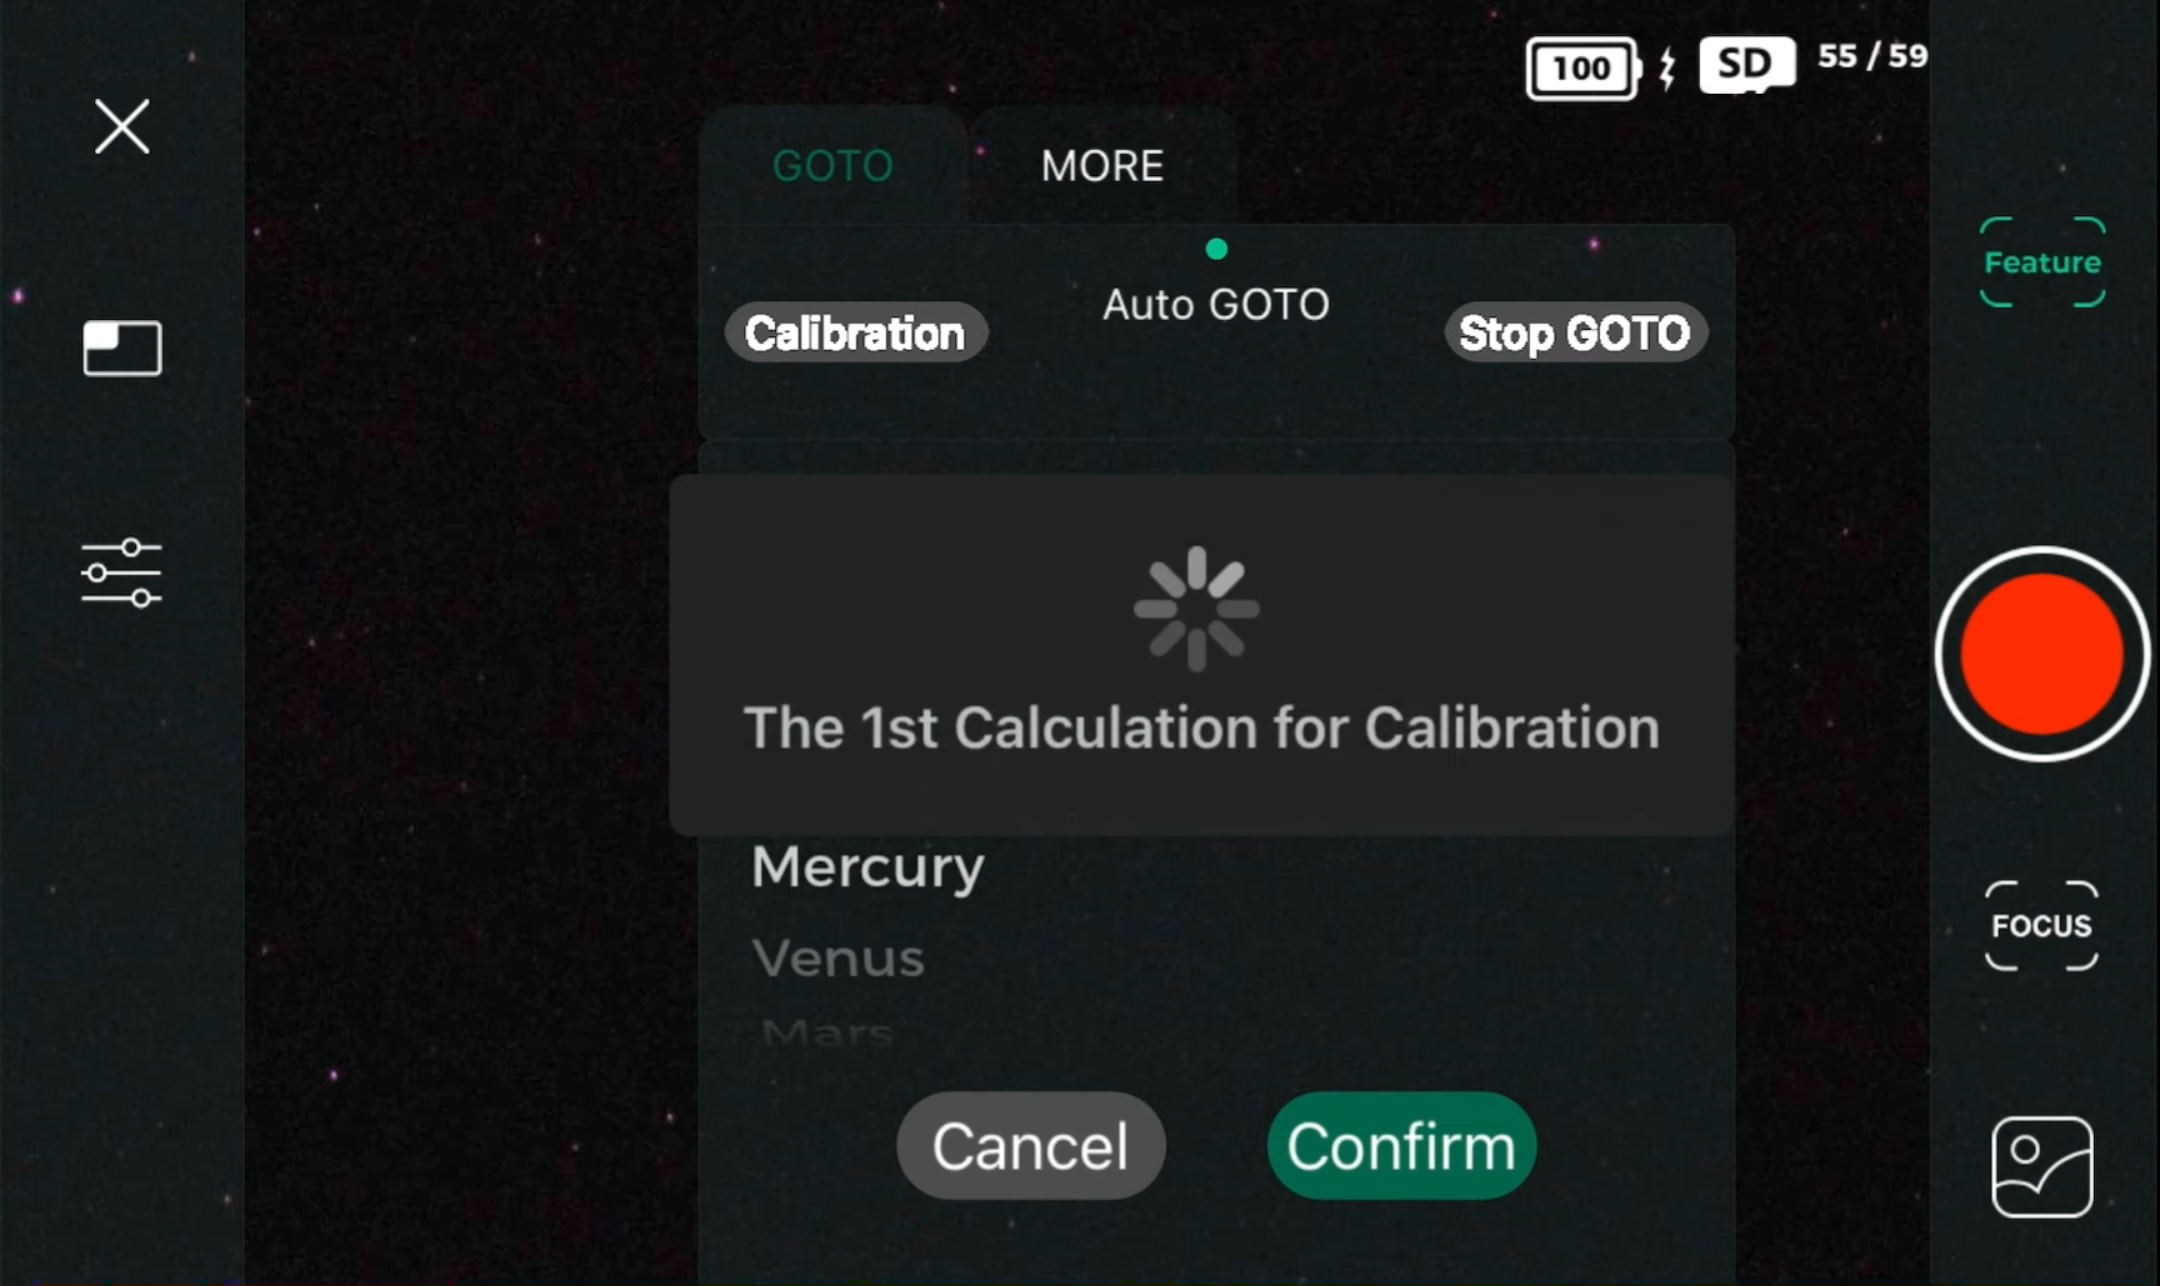 100 SD 55 / 59
GOTO MORE
Feature
Auto GOTO
Calibration Stop GOTO
The 1st Calculation for Calibration
Mercury
Venus
Mars
FOCUS
Cancel Confirm